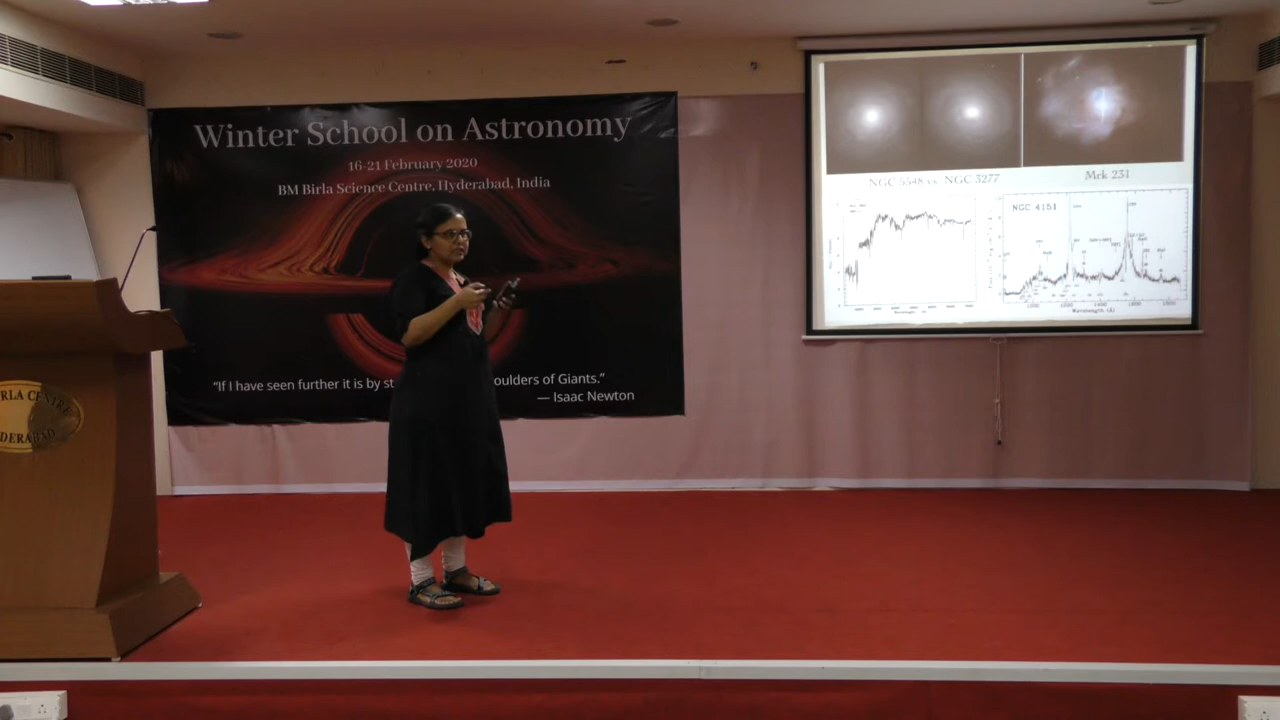 Winter School on Astronomy
16-21 February 2020
BM Birla Science Centre, Hyderabad, India
"If I have seen further it is by st
oulders of Giants."
— Isaac Newton
NGC 5548 vs. NGC 3277
Mrk 231
NGC 4151
Wavelength (Å)
RLA CENTRE
DERABAD